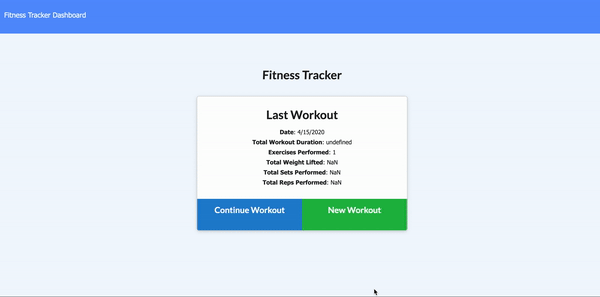 Fitness Tracker Dashboard
Fitness Tracker
Last Workout
Date: 4/15/2020
Total Workout Duration: undefined
Exercises Performed: 1
Total Weight Lifted: NaN
Total Sets Performed: NaN
Total Reps Performed: NaN
Continue Workout New Workout